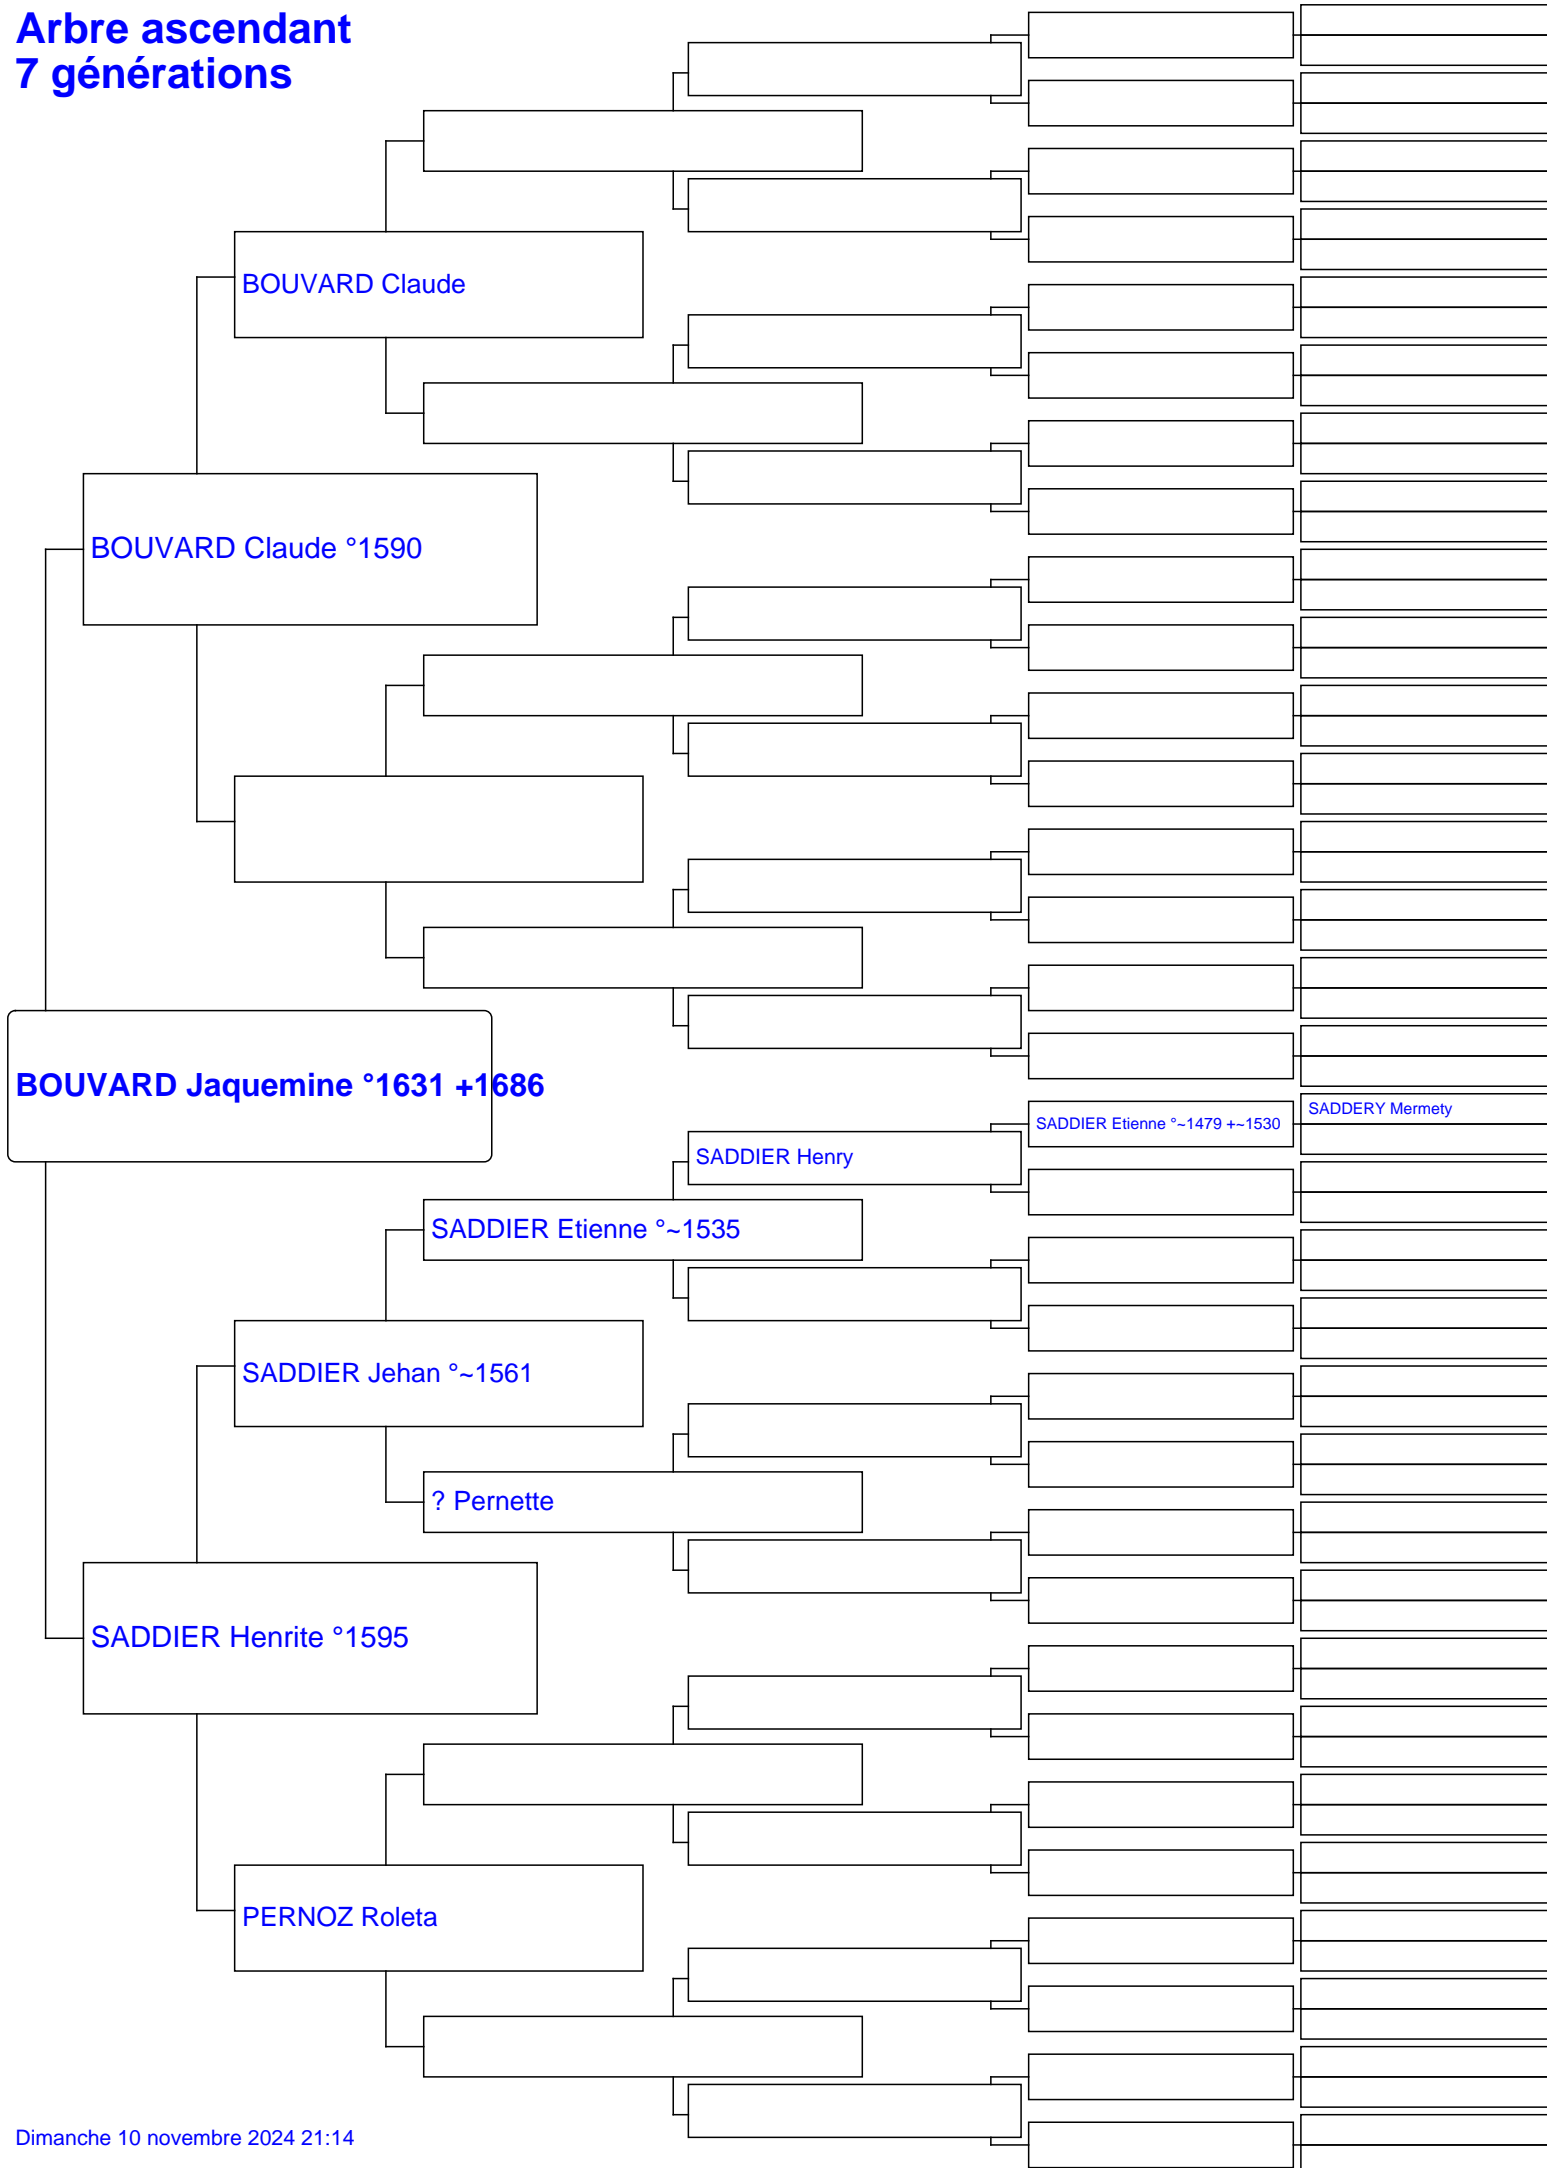 Arbre ascendant
7 générations
BOUVARD Claude
BOUVARD Claude °1590
BOUVARD Jaquemine °1631 +1686
SADDERY Mermety
SADDIER Etienne °~1479 +~1530
SADDIER Henry
SADDIER Etienne °~1535
SADDIER Jehan °~1561
? Pernette
SADDIER Henrite °1595
PERNOZ Roleta
Dimanche 10 novembre 2024 21:14